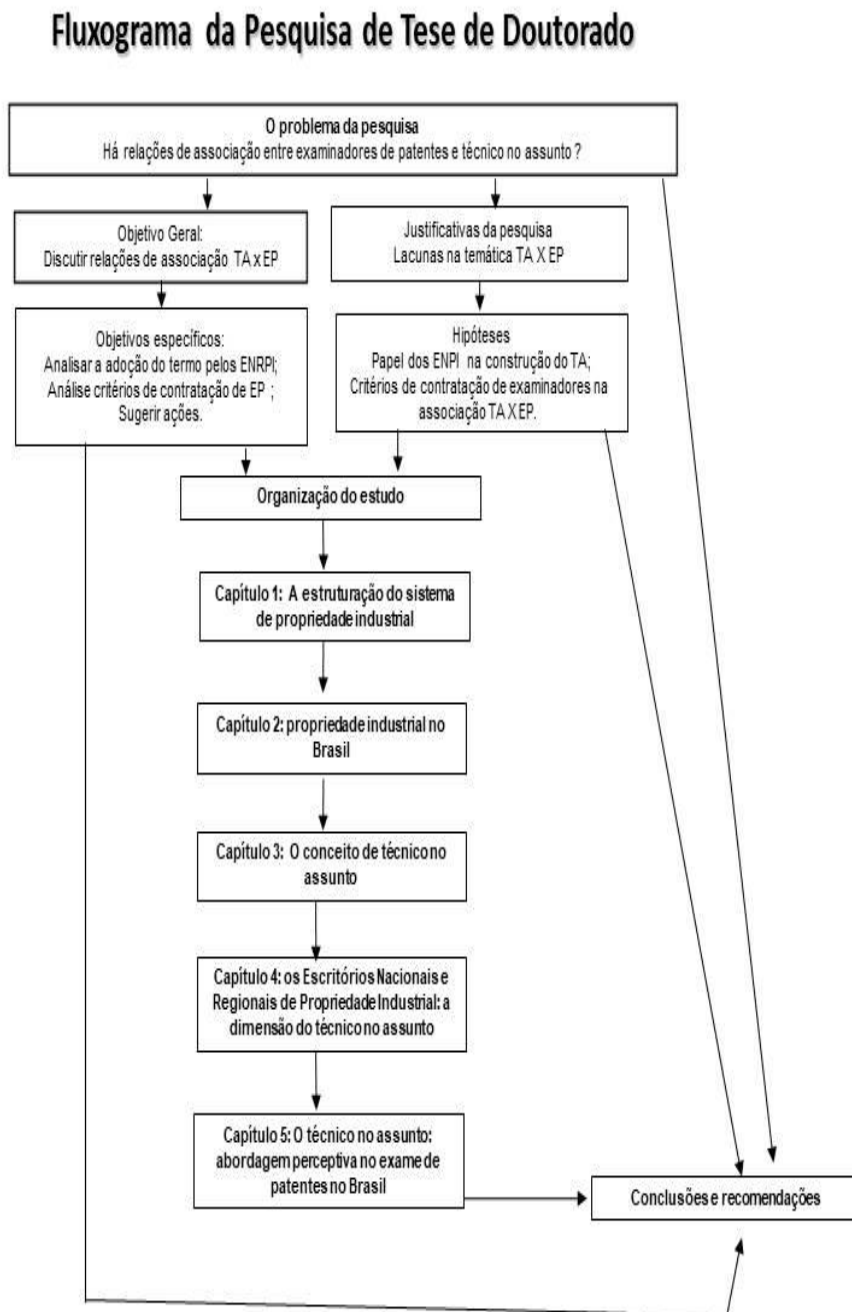 Fluxograma da Pesquisa de Tese de Doutorado
O problema da pesquisa
Há relações de associação entre examinadores de patentes e técnico no assunto ?
Objetivo Geral:
Discutir relações de associação TA x EP
Justificativas da pesquisa
Lacunas na temática TA X EP
Objetivos específicos:
Analisar a adoção do termo pelos ENRPI;
Análise critérios de contratação de EP ;
Sugerir ações.
Hipóteses
Papel dos ENPI na construção do TA;
Critérios de contratação de examinadores na
associação TA X EP.
Organização do estudo
Capítulo 1: A estruturação do sistema
de propriedade industrial
Capítulo 2: propriedade industrial no
Brasil
Capítulo 3: O conceito de técnico no
assunto
Capítulo 4: os Escritórios Nacionais e
Regionais de Propriedade Industrial: a
dimensão do técnico no assunto
Capítulo 5: O técnico no assunto:
abordagem perceptiva no exame de
patentes no Brasil
Conclusões e recomendações